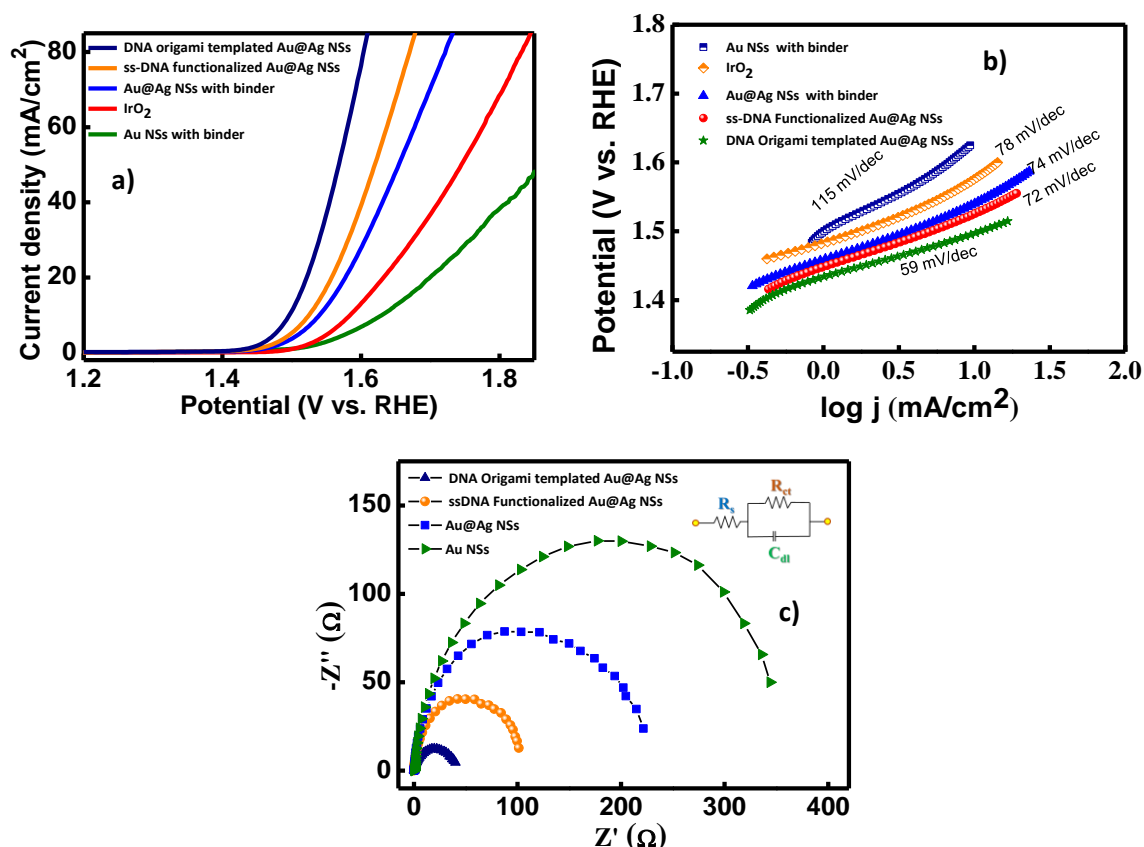 DNA origami templated Au@Ag NSs
ss-DNA functionalized Au@Ag NSs
Au@Ag NSs with binder
IrO2
Au NSs with binder
a)
80
60
40
20
0
1.2
1.4
1.6
1.8
Current density (mA/cm2)
Potential (V vs. RHE)
Au NSs with binder
IrO2
Au@Ag NSs with binder
ss-DNA Functionalized Au@Ag NSs
DNA Origami templated Au@Ag NSs
b)
115 mV/dec
78 mV/dec
74 mV/dec
72 mV/dec
59 mV/dec
1.8
1.7
1.6
1.5
1.4
-1.0
-0.5
0.0
0.5
1.0
1.5
2.0
Potential (V vs. RHE)
log j (mA/cm2)
DNA Origami templated Au@Ag NSs
ssDNA Functionalized Au@Ag NSs
Au@Ag NSs
Au NSs
Rs
Rct
Cdl
c)
150
100
50
0
0
100
200
300
400
-Z'' (Ω)
Z' (Ω)